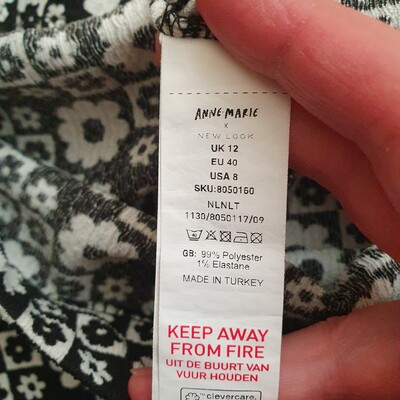 ANNE-MARIE
X
NEW LOOK
UK 12
EU 40
USA 8
SKU:8050160
NLNLT
1130/8050117/09
GB: 99% Polyester
1% Elastane
MADE IN TURKEY
KEEP AWAY
FROM FIRE
UIT DE BUURT VAN
VUUR HOUDEN
clevercare.